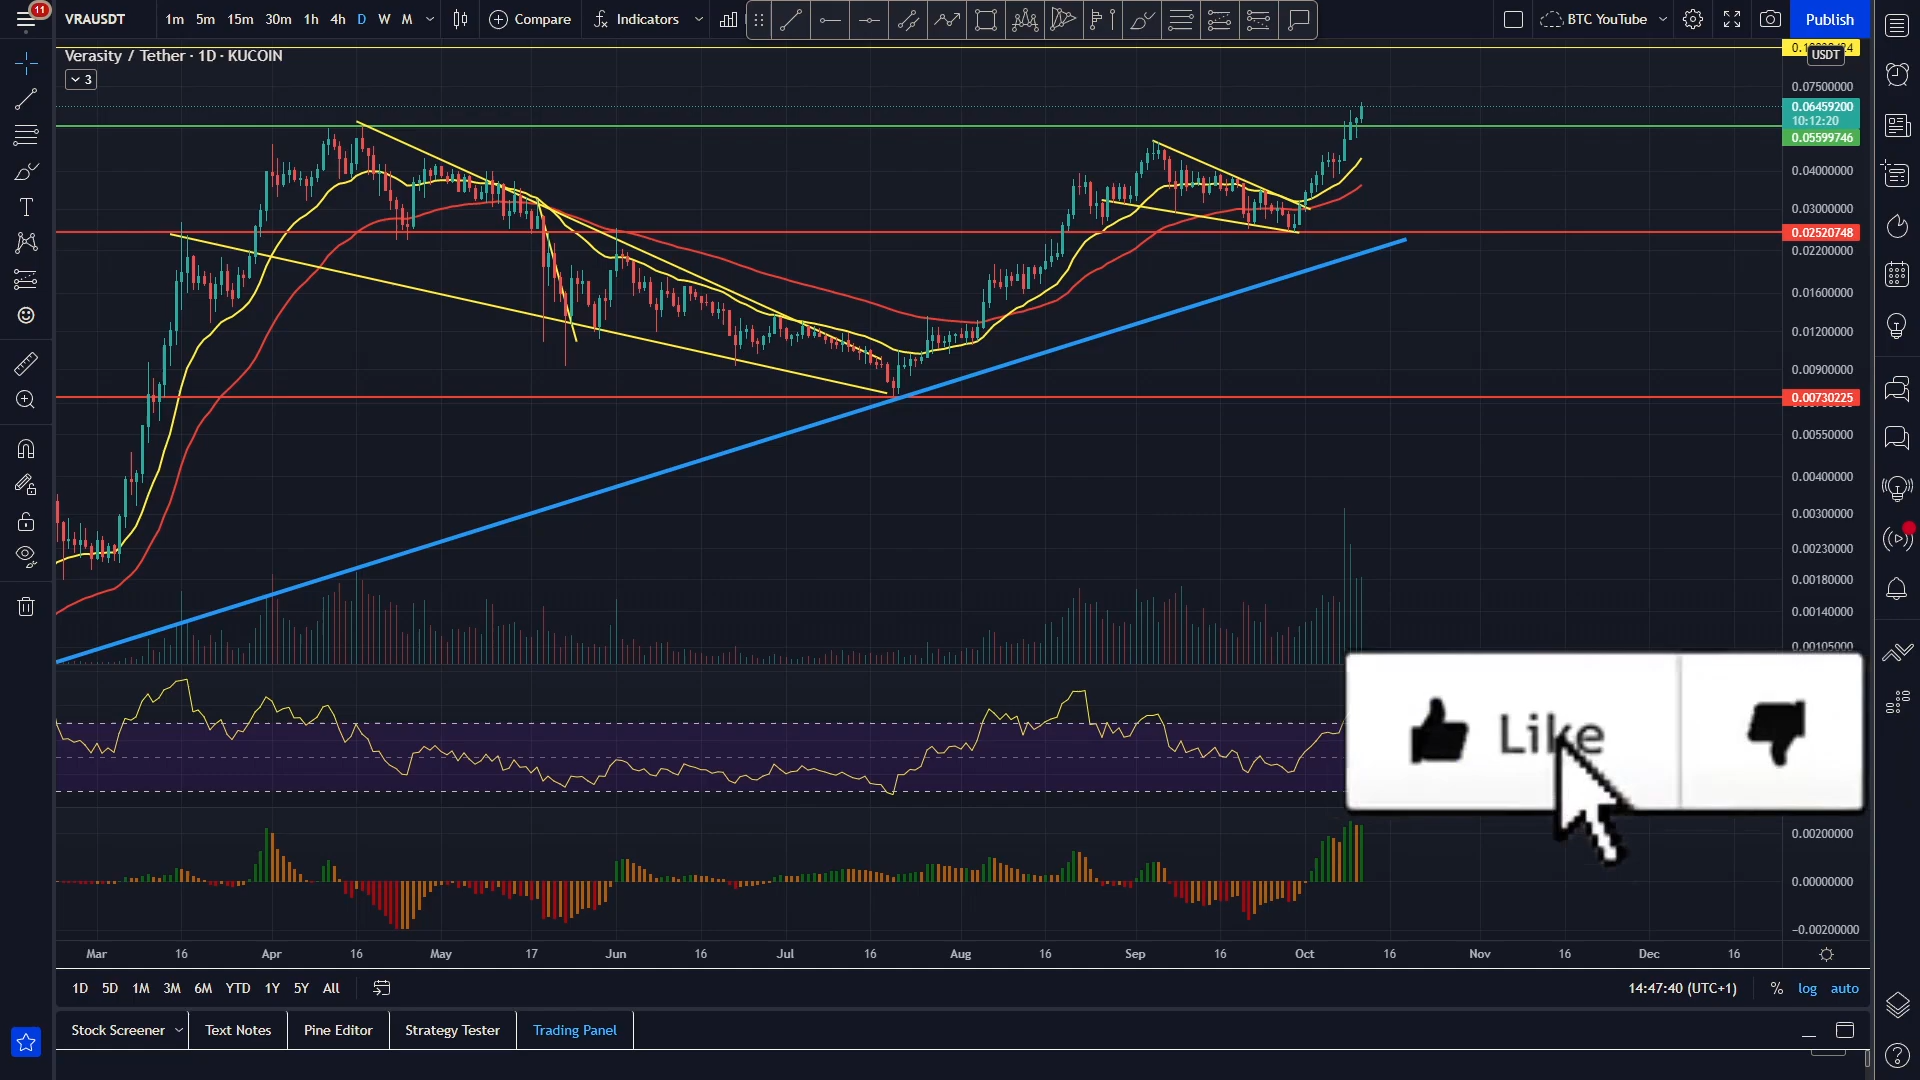 11
VRAUSDT
1m 5m 15m 30m 1h 4h D W M
Compare
Indicators
BTC YouTube
Publish
Verasity / Tether · 1D · KUCOIN
3
USDT
0.07500000
0.06459200
10:12:20
0.05599746
0.04000000
0.03000000
0.02520748
0.02200000
0.01600000
0.01200000
0.00900000
0.00730225
0.00550000
0.00400000
0.00300000
0.00230000
0.00180000
0.00140000
0.00105000
Like
0.00200000
0.00000000
−0.00200000
Mar 16 Apr 16 May 17 Jun 16 Jul 16 Aug 16 Sep 16 Oct 16 Nov 16 Dec 16
1D 5D 1M 3M 6M YTD 1Y 5Y All
14:47:40 (UTC+1) % log auto
Stock Screener Text Notes Pine Editor Strategy Tester Trading Panel